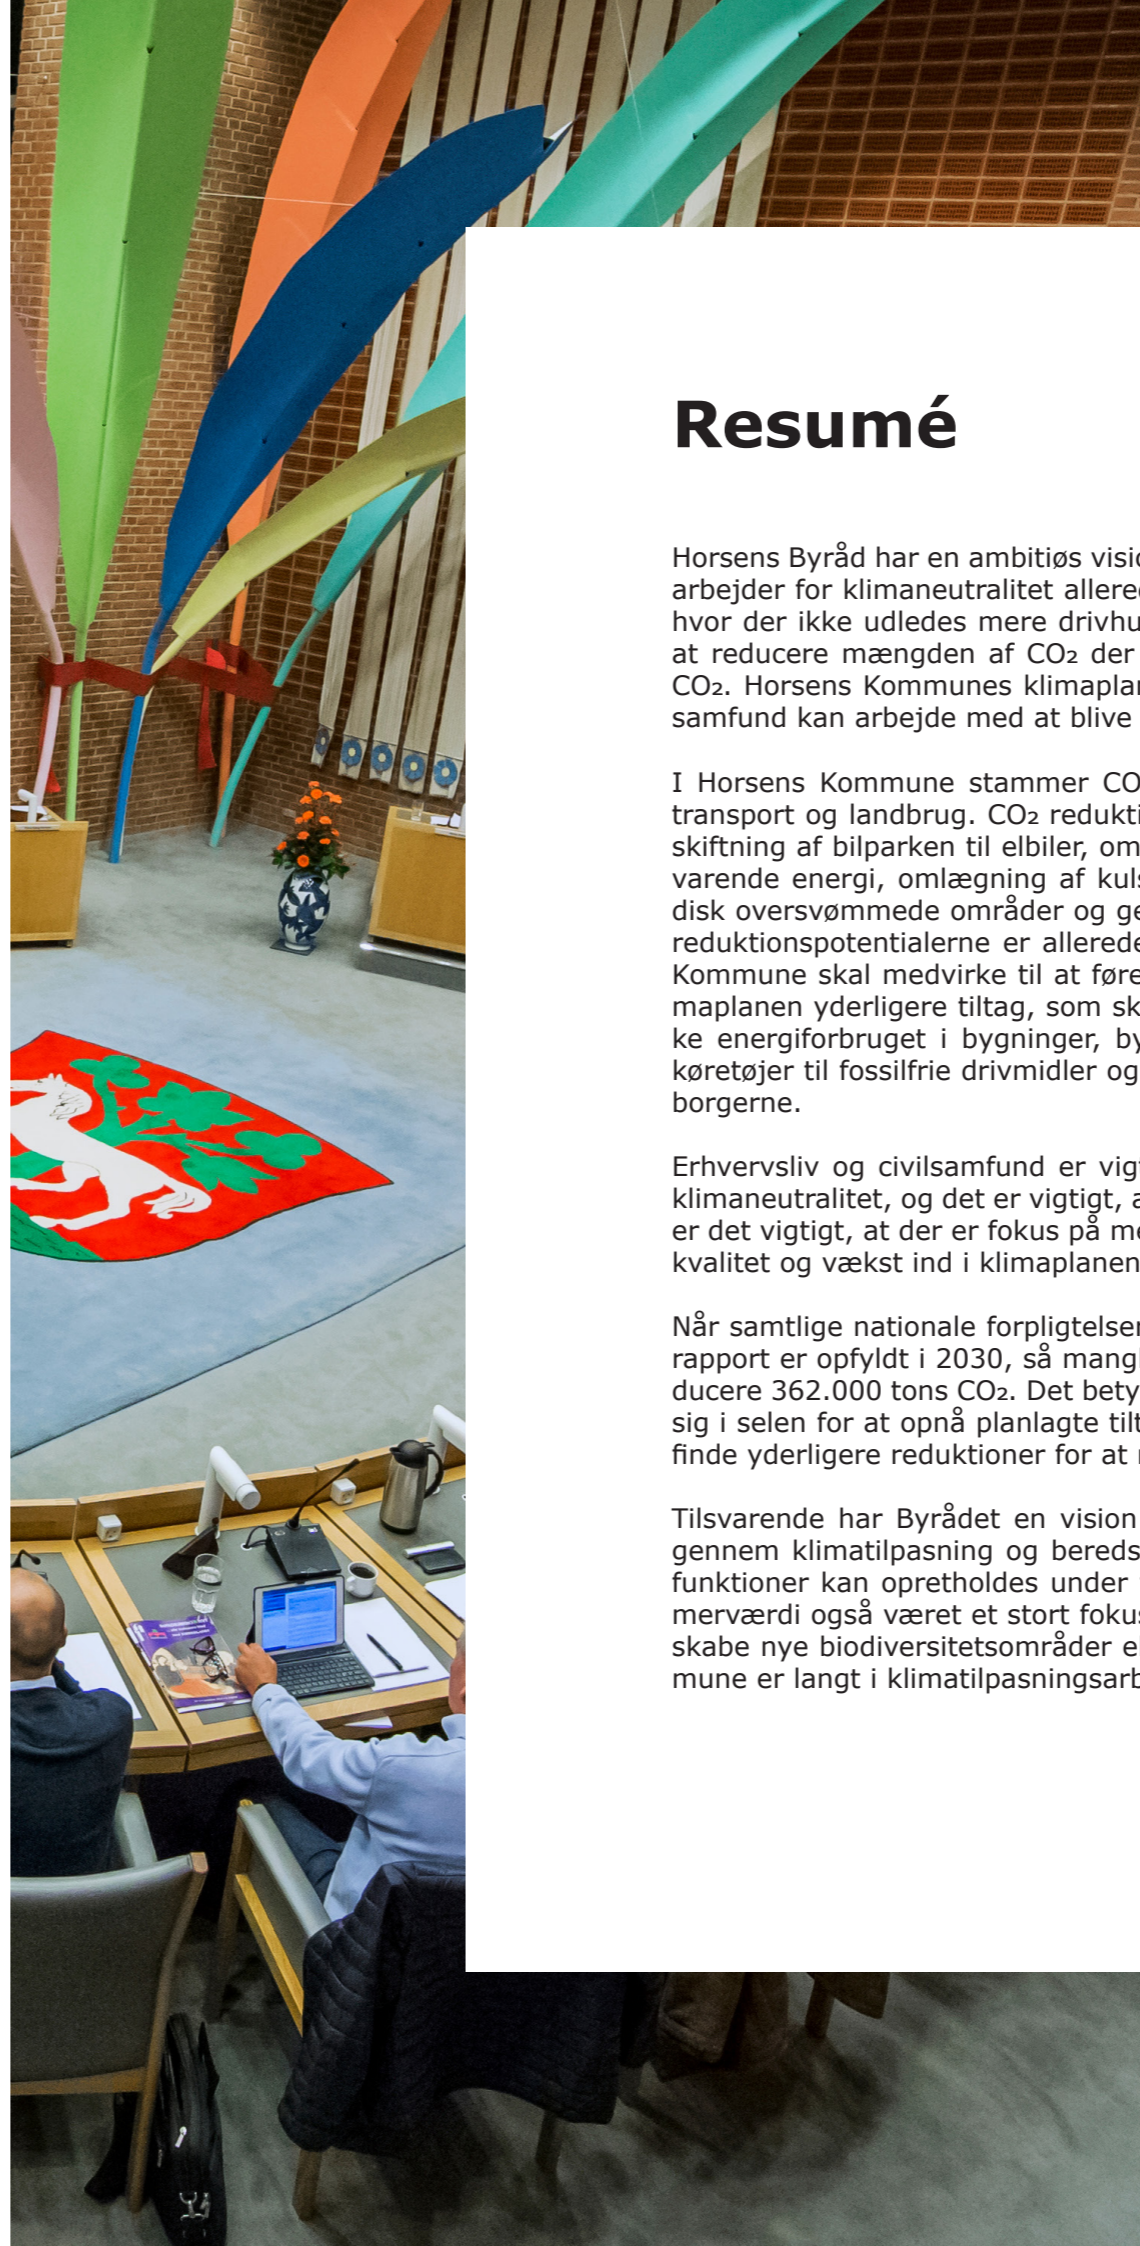 Resumé
Horsens Byråd har en ambitiøs visio
arbejder for klimaneutralitet allered
hvor der ikke udledes mere drivhu
at reducere mængden af CO₂ der
CO₂. Horsens Kommunes klimaplan
samfund kan arbejde med at blive
I Horsens Kommune stammer CO
transport og landbrug. CO₂ redukti
skiftning af bilparken til elbiler, om
varende energi, omlægning af kuls
disk oversvømmede områder og ge
reduktionspotentialerne er allerede
Kommune skal medvirke til at føre
maplanen yderligere tiltag, som sk
ke energiforbruget i bygninger, by
køretøjer til fossilfrie drivmidler og
borgerne.
Erhvervsliv og civilsamfund er vigt
klimaneutralitet, og det er vigtigt, a
er det vigtigt, at der er fokus på me
kvalitet og vækst ind i klimaplanen
Når samtlige nationale forpligtelser
rapport er opfyldt i 2030, så mangl
ducere 362.000 tons CO₂. Det bety
sig i selen for at opnå planlagte tilt
finde yderligere reduktioner for at
Tilsvarende har Byrådet en vision
gennem klimatilpasning og bereds
funktioner kan opretholdes under
merværdi også været et stort fokus
skabe nye biodiversitetsområder el
mune er langt i klimatilpasningsarb